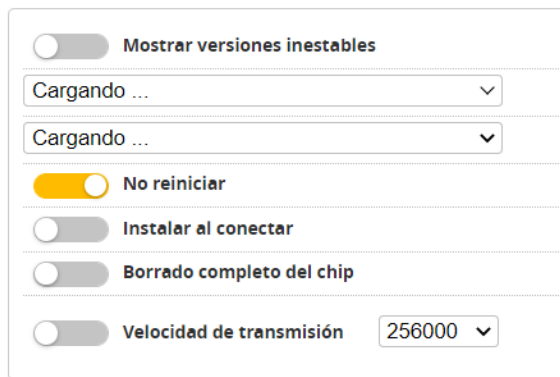 Mostrar versiones inestables
Cargando ...
Cargando ...
No reiniciar
Instalar al conectar
Borrado completo del chip
Velocidad de transmisión 256000